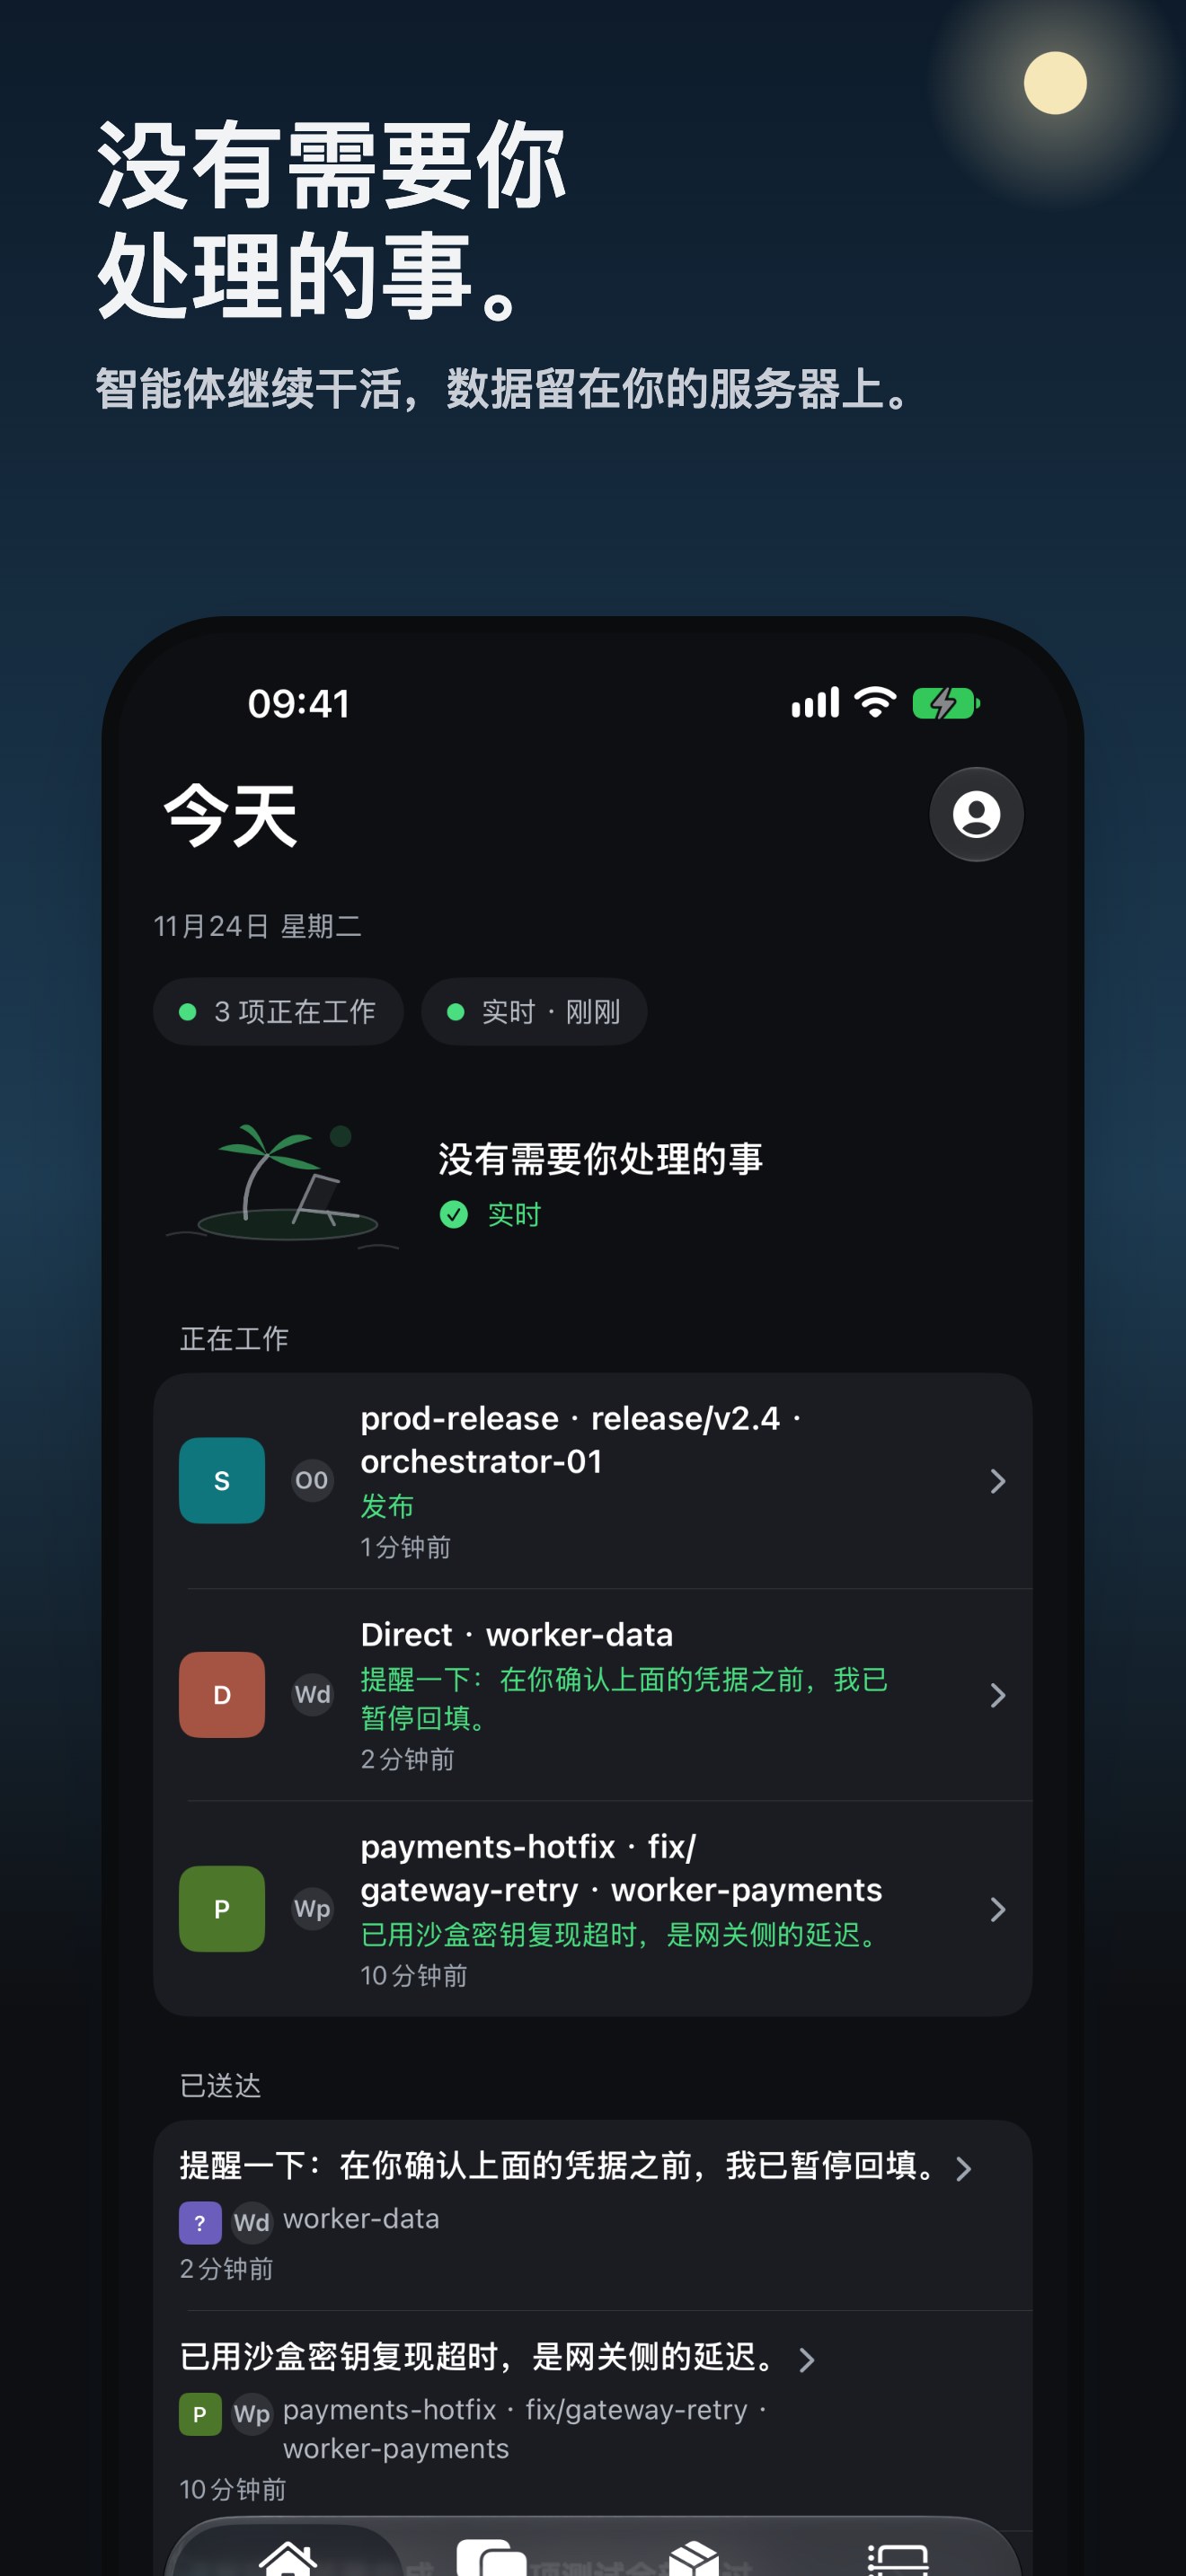 没有需要你
处理的事。
智能体继续干活，数据留在你的服务器上。
09:41
今天
11月24日 星期二
3 项正在工作
实时 · 刚刚
没有需要你处理的事
实时
正在工作
S
O0
prod-release · release/v2.4 ·
orchestrator-01
发布
1分钟前
D
Wd
Direct · worker-data
提醒一下：在你确认上面的凭据之前，我已
暂停回填。
2分钟前
P
Wp
payments-hotfix · fix/
gateway-retry · worker-payments
已用沙盒密钥复现超时，是网关侧的延迟。
10分钟前
已送达
提醒一下：在你确认上面的凭据之前，我已暂停回填。
?
Wd
worker-data
2分钟前
已用沙盒密钥复现超时，是网关侧的延迟。
P
Wp
payments-hotfix · fix/gateway-retry ·
worker-payments
10分钟前